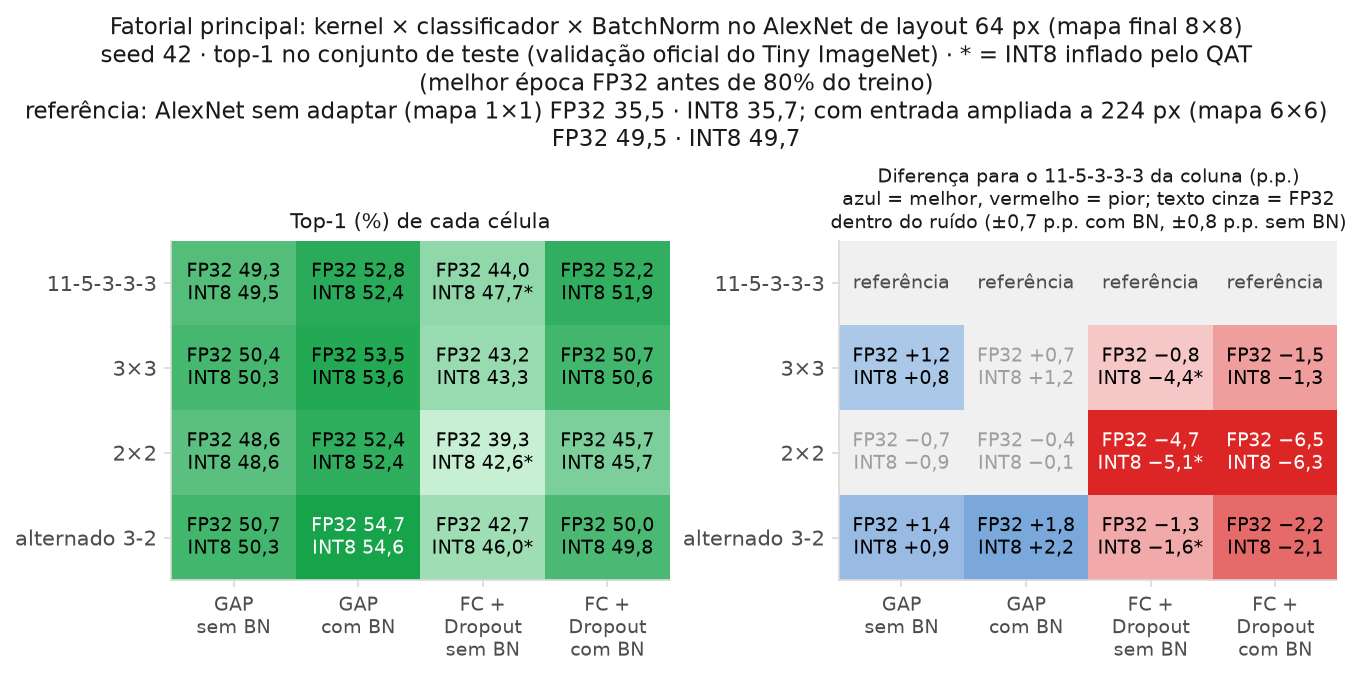 Fatorial principal: kernel × classificador × BatchNorm no AlexNet de layout 64 px (mapa final 8×8)
seed 42 · top-1 no conjunto de teste (validação oficial do Tiny ImageNet) · * = INT8 inflado pelo QAT
(melhor época FP32 antes de 80% do treino)
referência: AlexNet sem adaptar (mapa 1×1) FP32 35,5 · INT8 35,7; com entrada ampliada a 224 px (mapa 6×6)
FP32 49,5 · INT8 49,7
Top-1 (%) de cada célula
11-5-3-3-3
FP32 49,3
INT8 49,5
FP32 52,8
INT8 52,4
FP32 44,0
INT8 47,7*
FP32 52,2
INT8 51,9
3×3
FP32 50,4
INT8 50,3
FP32 53,5
INT8 53,6
FP32 43,2
INT8 43,3
FP32 50,7
INT8 50,6
2×2
FP32 48,6
INT8 48,6
FP32 52,4
INT8 52,4
FP32 39,3
INT8 42,6*
FP32 45,7
INT8 45,7
alternado 3-2
FP32 50,7
INT8 50,3
FP32 54,7
INT8 54,6
FP32 42,7
INT8 46,0*
FP32 50,0
INT8 49,8
GAP
sem BN
GAP
com BN
FC +
Dropout
sem BN
FC +
Dropout
com BN
Diferença para o 11-5-3-3-3 da coluna (p.p.)
azul = melhor, vermelho = pior; texto cinza = FP32
dentro do ruído (±0,7 p.p. com BN, ±0,8 p.p. sem BN)
11-5-3-3-3
referência
referência
referência
referência
3×3
FP32 +1,2
INT8 +0,8
FP32 +0,7
INT8 +1,2
FP32 −0,8
INT8 −4,4*
FP32 −1,5
INT8 −1,3
2×2
FP32 −0,7
INT8 −0,9
FP32 −0,4
INT8 −0,1
FP32 −4,7
INT8 −5,1*
FP32 −6,5
INT8 −6,3
alternado 3-2
FP32 +1,4
INT8 +0,9
FP32 +1,8
INT8 +2,2
FP32 −1,3
INT8 −1,6*
FP32 −2,2
INT8 −2,1
GAP
sem BN
GAP
com BN
FC +
Dropout
sem BN
FC +
Dropout
com BN